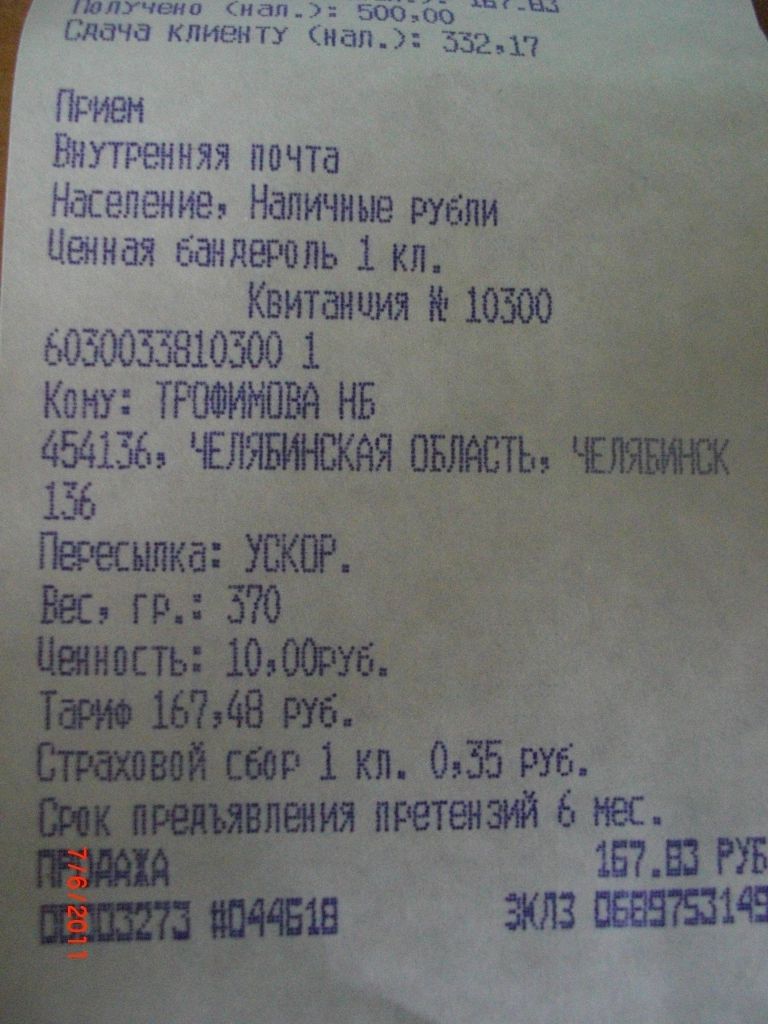 167.83
Получено (нал.): 500,00
Сдача клиенту (нал.): 332,17
Прием
Внутренняя почта
Население, Наличные рубли
Ценная бандероль 1 кл.
Квитанция № 10300
6030033810300 1
Кому: ТРОФИМОВА НБ
454136, ЧЕЛЯБИНСКАЯ ОБЛАСТЬ, ЧЕЛЯБИНСК
136
Пересылка: УСКОР.
Вес, гр.: 370
Ценность: 10,00руб.
Тариф 167,48 руб.
Страховой сбор 1 кл. 0,35 руб.
Срок предъявления претензий 6 мес.
ПРОДАЖА 167.83 РУБ
#044618 ЭКЛЗ 0689753149
7/6/2011